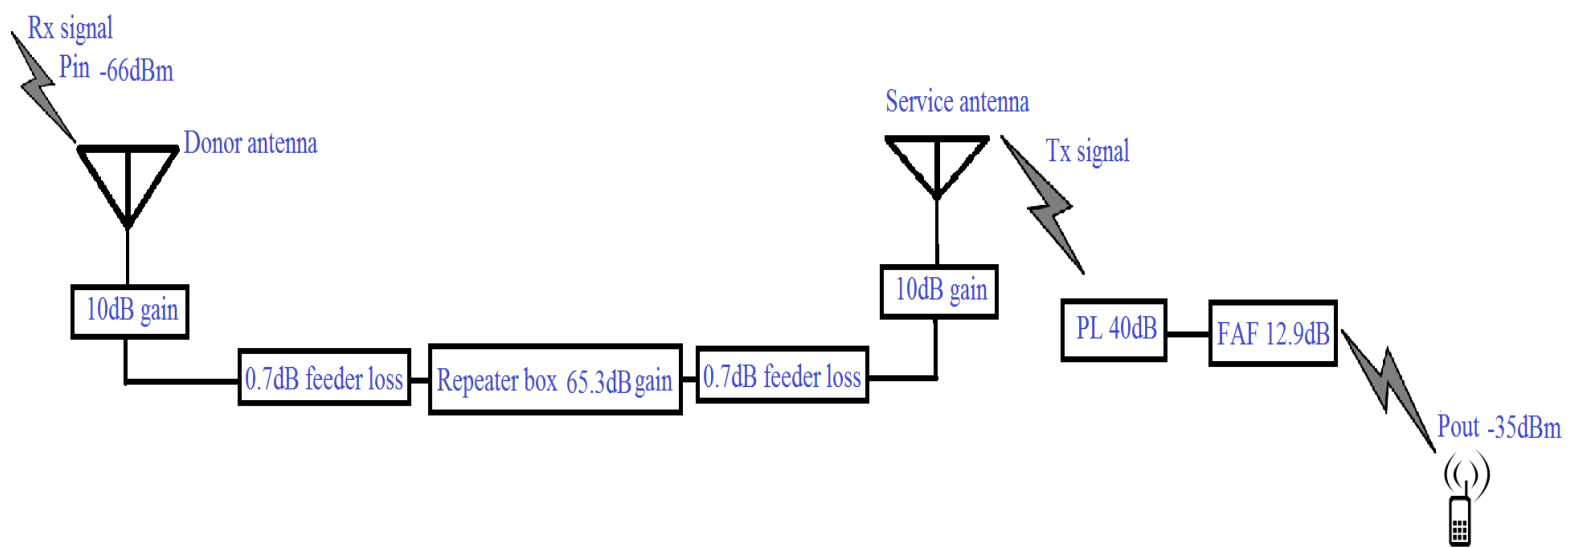 Rx signal
Pin -66dBm
Donor antenna
10dB gain
0.7dB feeder loss
Repeater box 65.3dB gain
0.7dB feeder loss
10dB gain
Service antenna
Tx signal
PL 40dB
FAF 12.9dB
Pout -35dBm